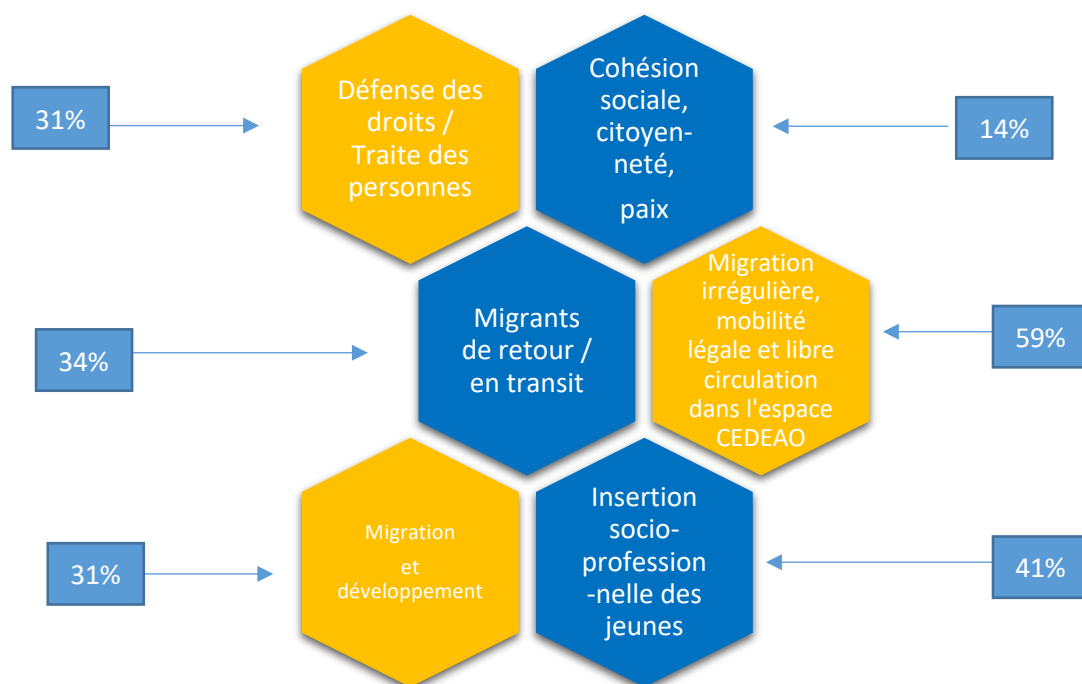 31%
Défense des
droits /
Traite des
personnes
Cohésion
sociale,
citoyen-
neté,
paix
14%
34%
Migrants
de retour /
en transit
Migration
irrégulière,
mobilité
légale et libre
circulation
dans l'espace
CEDEAO
59%
31%
Migration
et
développement
Insertion
socio-
profession
-nelle des
jeunes
41%